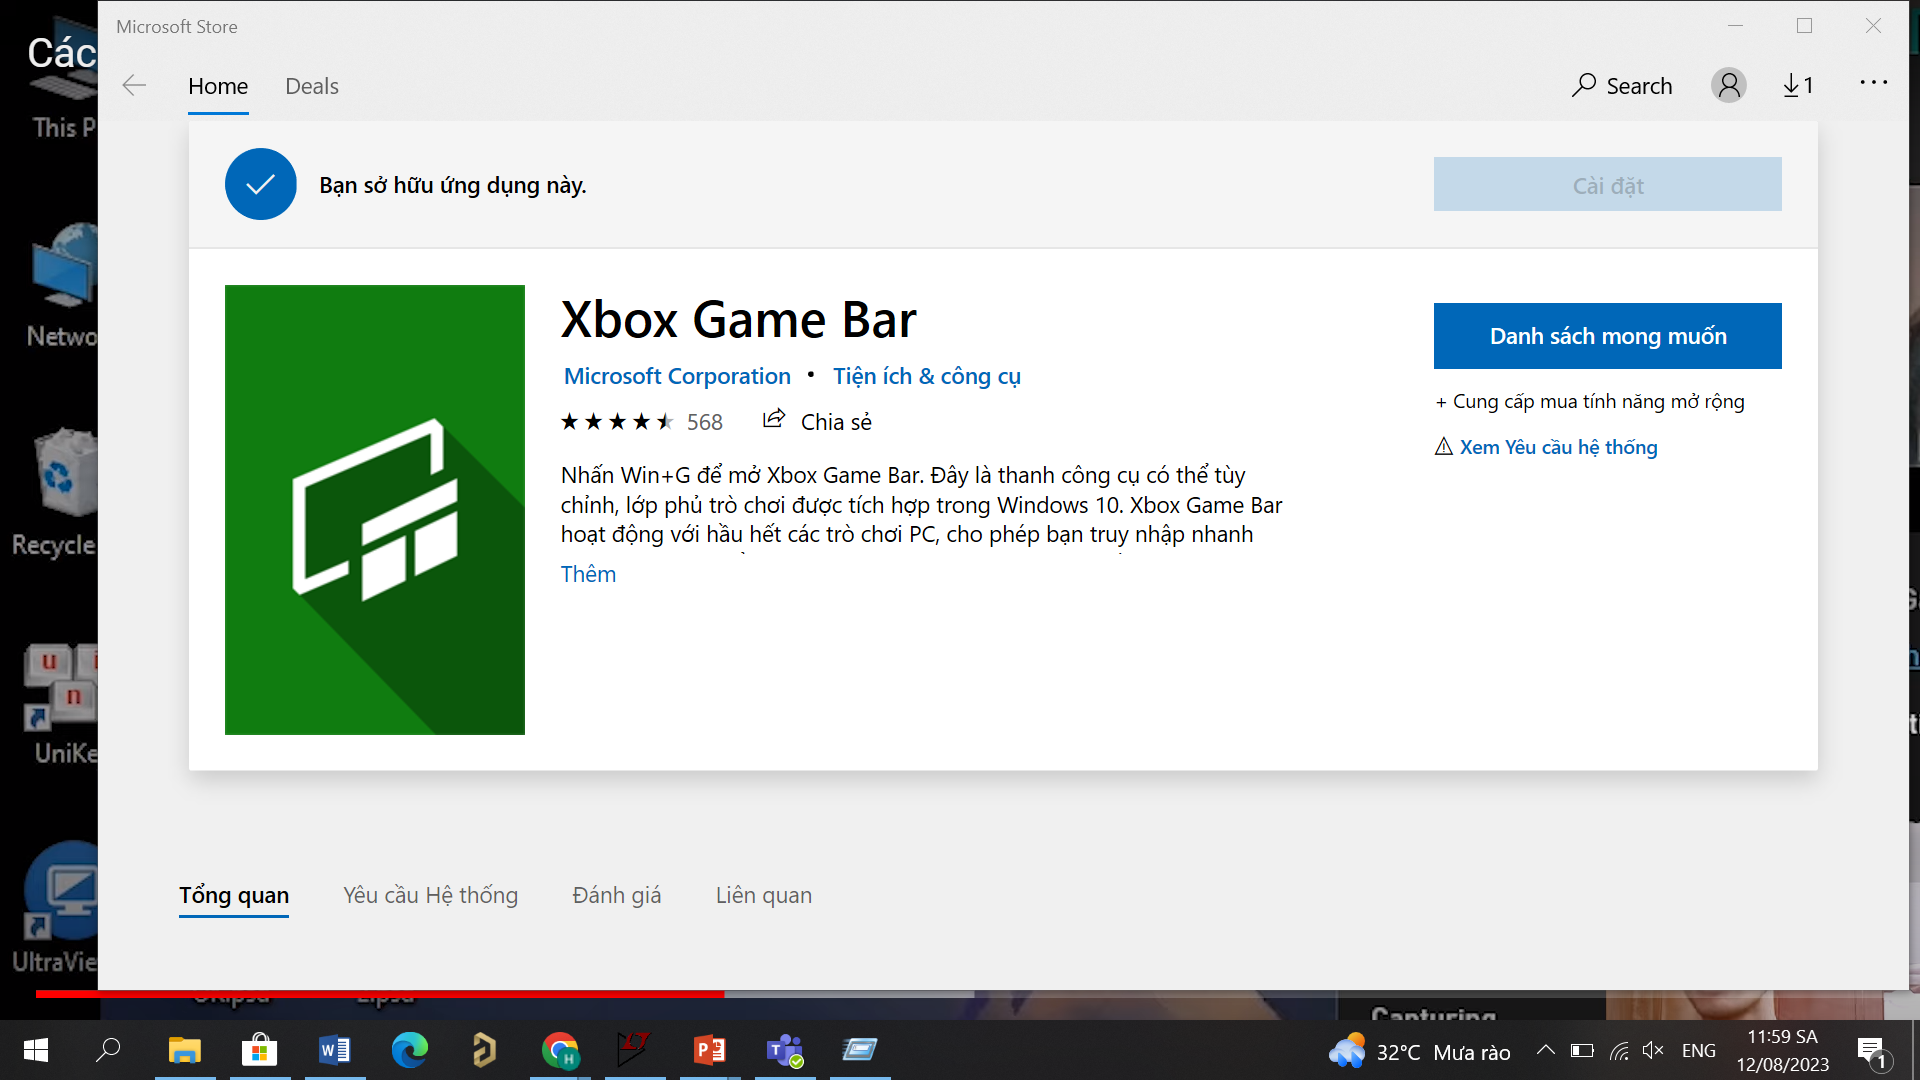 Microsoft Store
Các
Home
Deals
Search
1
This P
Bạn sở hữu ứng dụng này.
Cài đặt
Xbox Game Bar
Danh sách mong muốn
Microsoft Corporation • Tiện ích & công cụ
568
Chia sẻ
+ Cung cấp mua tính năng mở rộng
Xem Yêu cầu hệ thống
Nhấn Win+G để mở Xbox Game Bar. Đây là thanh công cụ có thể tùy
chỉnh, lớp phủ trò chơi được tích hợp trong Windows 10. Xbox Game Bar
hoạt động với hầu hết các trò chơi PC, cho phép bạn truy nhập nhanh
Thêm
Netwo
Recycle
UniKe
UltraVie
Tổng quan
Yêu cầu Hệ thống
Đánh giá
Liên quan
Capturing
32°C Mưa rào
ENG
11:59 SA
12/08/2023
1